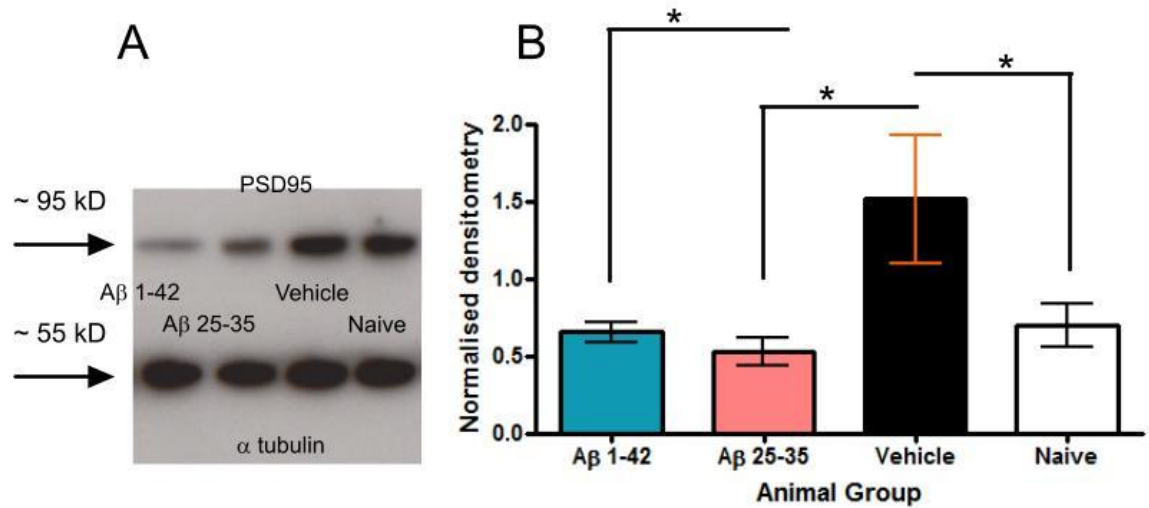 A
PSD95
~ 95 kD
Aβ 1-42
Vehicle
Aβ 25-35
Naive
~ 55 kD
α tubulin
B
*
*
*
Normalised densitometry
2.0
1.5
1.0
0.5
0.0
Aβ 1-42
Aβ 25-35
Vehicle
Naive
Animal Group